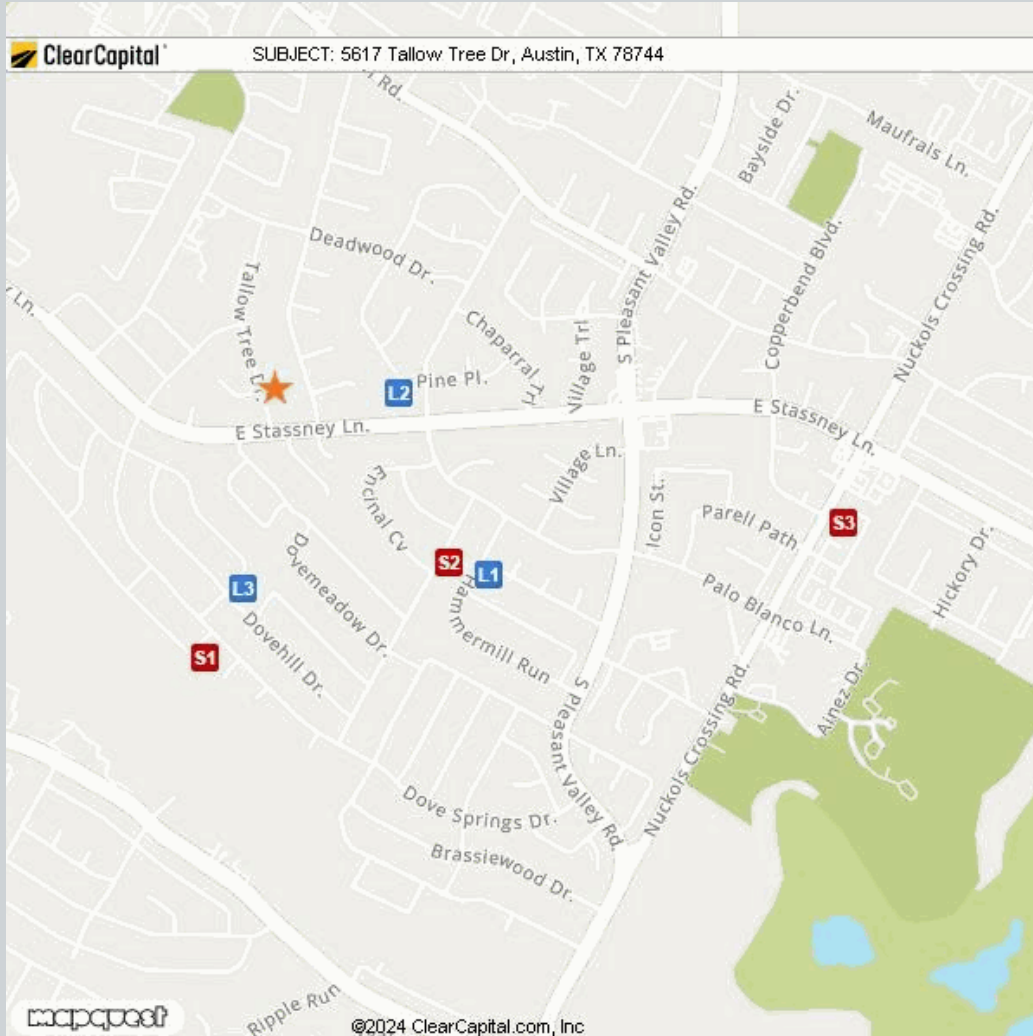 ClearCapital
SUBJECT: 5617 Tallow Tree Dr, Austin, TX 78744
Rd.
Bayside Dr.
Maufrais Ln.
Deadwood Dr.
S Pleasant Valley Rd.
Copperbend Blvd.
Nuckols Crossing Rd.
Tallow Tree Dr.
Ln.
Chaparral Trl
Village Trl
L2
Pine Pl.
E Stassney Ln.
E Stassney Ln.
Village Ln.
Encinal Cv
Icon St.
Parell Path
S3
Dovemeadow Dr.
S2
L1
Hickory Dr.
L3
Hammermill Run
Palo Blanco Ln.
Dovehill Dr.
S1
Ainez Dr.
S Pleasant Valley Rd.
Nuckols Crossing Rd.
Dove Springs Dr.
Brassiewood Dr.
Ripple Run
mapquest
©2024 ClearCapital.com, Inc